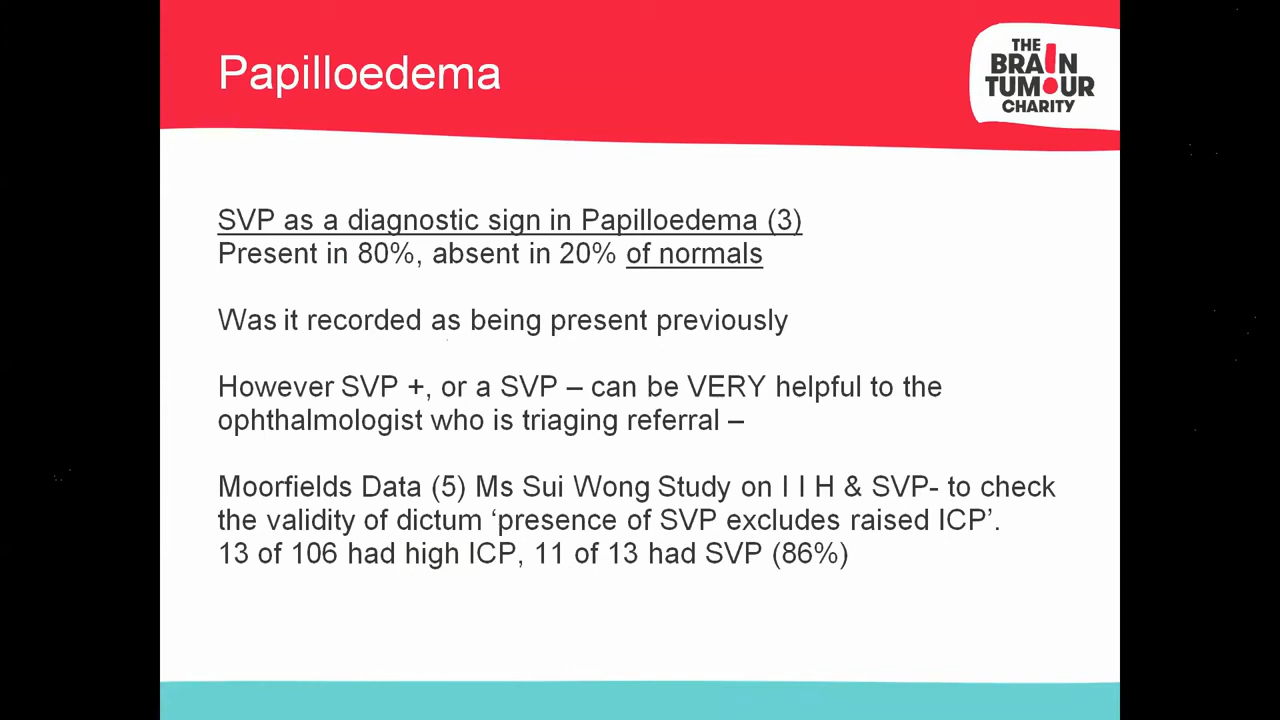 Papilloedema
THE
BRAIN
TUMOUR
CHARITY
SVP as a diagnostic sign in Papilloedema (3)
Present in 80%, absent in 20% of normals
Was it recorded as being present previously
However SVP +, or a SVP – can be VERY helpful to the
ophthalmologist who is triaging referral –
Moorfields Data (5) Ms Sui Wong Study on I I H & SVP- to check
the validity of dictum ‘presence of SVP excludes raised ICP’.
13 of 106 had high ICP, 11 of 13 had SVP (86%)